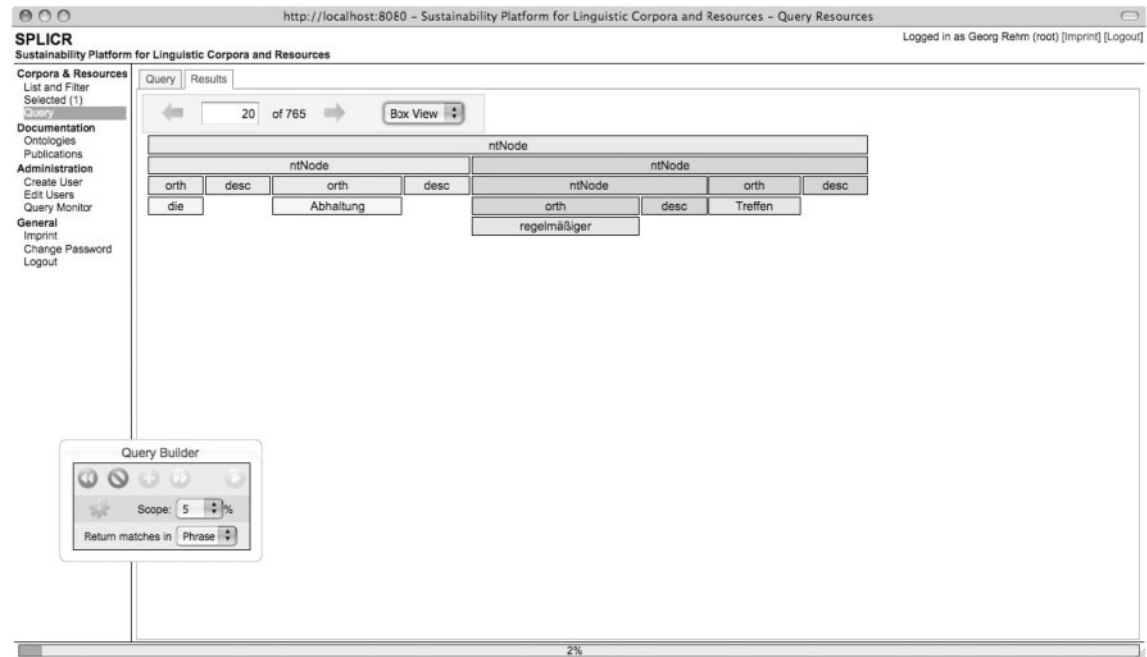 http://localhost:8080 – Sustainability Platform for Linguistic Corpora and Resources – Query Resources
SPLICR
Logged in as Georg Rehm (root) [Imprint] [Logout]
Sustainability Platform for Linguistic Corpora and Resources
Corpora & Resources
List and Filter
Selected (1)
Query
Documentation
Ontologies
Publications
Administration
Create User
Edit Users
Query Monitor
General
Imprint
Change Password
Logout
Query Results
20 of 765 Box View
ntNode
ntNode ntNode
orth desc orth desc ntNode orth desc
die Abhaltung orth desc Treffen
regelmäßiger
Query Builder
Scope: 5 %
Return matches in Phrase
2%